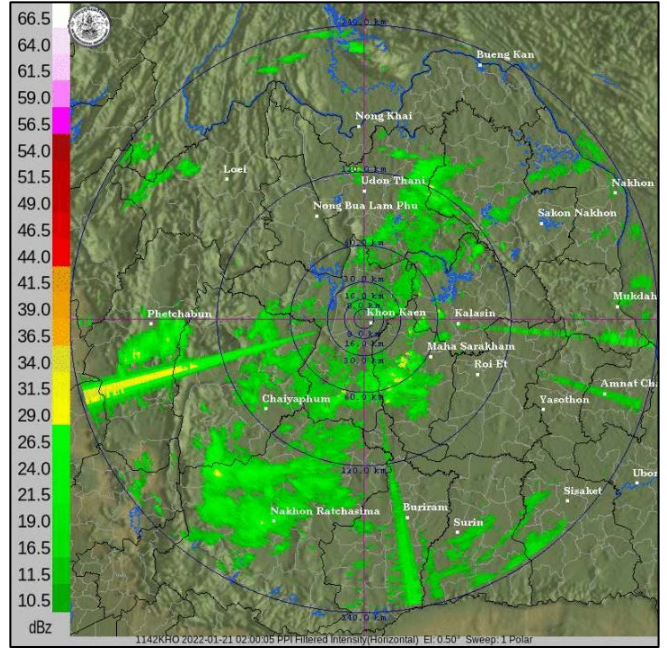 66.5
64.0
61.5
59.0
56.5
54.0
51.5
49.0
46.5
44.0
41.5
39.0
36.5
34.0
31.5
29.0
26.5
24.0
21.5
19.0
16.5
11.5
10.5
dBz
Bueng Kan
Nong Khai
Loei
Udon Thani
Nakhon
Nong Bua Lam Phu
Sakon Nakhon
Mukdah
Phetchabun
Khon Kaen
Kalasin
Maha Sarakham
Roi-Et
Amnat Cha
Chaiyaphum
Yasothon
120.0 km
Ubon
Sisaket
Nakhon Ratchasima
Buriram
Surin
1142KHO 2022-01-21 02:00:05 PPI Filtered Intensity(Horizontal) El: 0.50° Sweep: 1 Polar